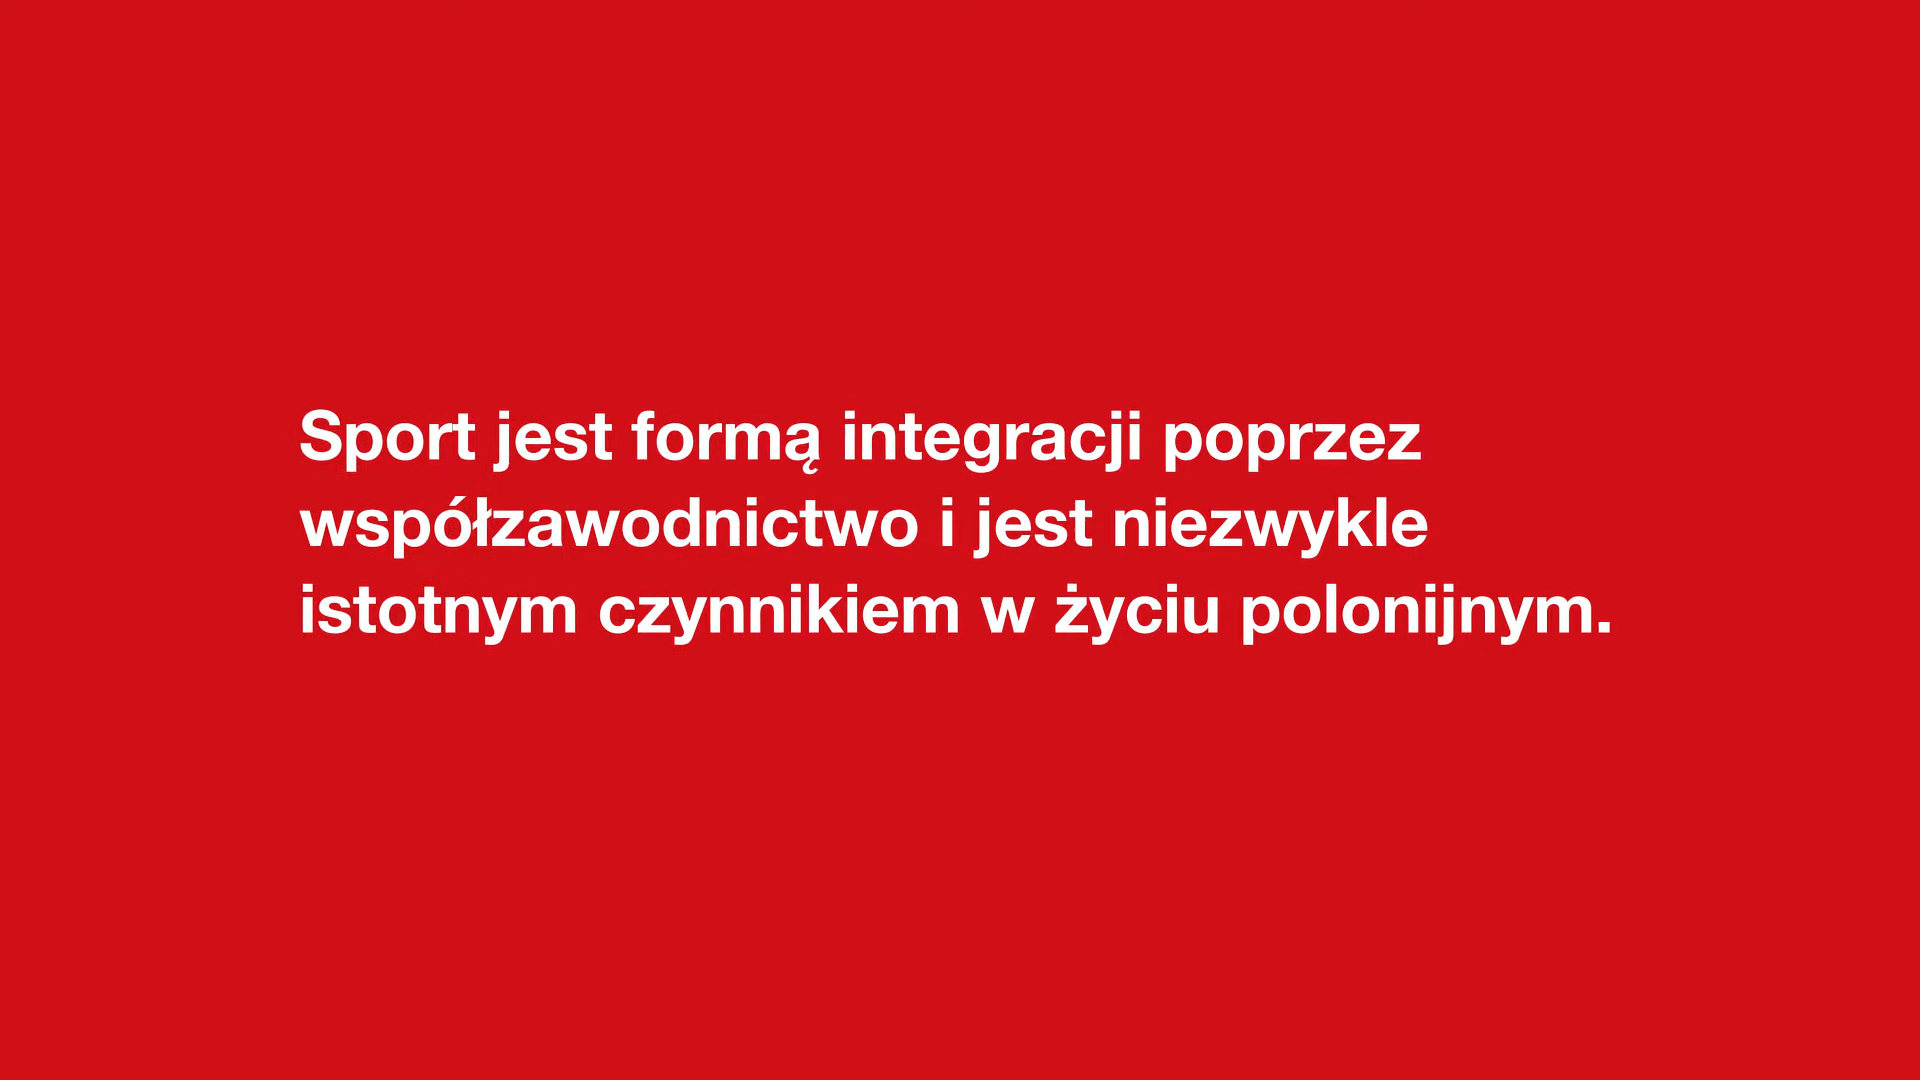 Sport jest formą integracji poprzez
współzawodnictwo i jest niezwykle
istotnym czynnikiem w życiu polonijnym.